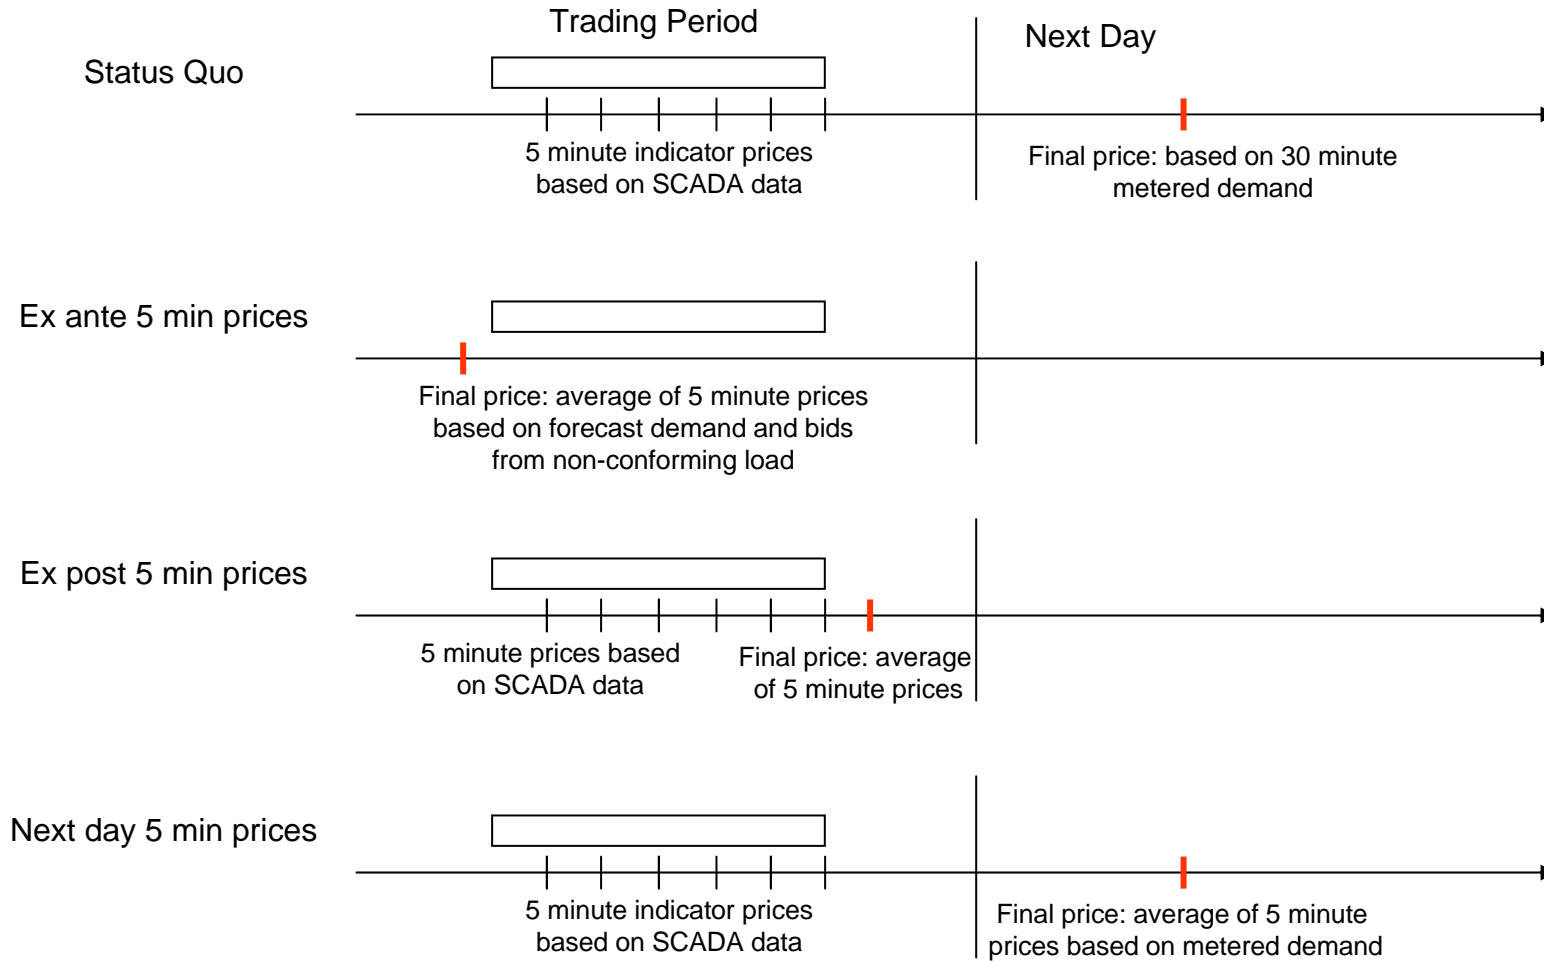 Trading Period
Next Day
Status Quo
5 minute indicator prices
based on SCADA data
Final price: based on 30 minute
metered demand
Ex ante 5 min prices
Final price: average of 5 minute prices
based on forecast demand and bids
from non-conforming load
Ex post 5 min prices
5 minute prices based
on SCADA data
Final price: average
of 5 minute prices
Next day 5 min prices
5 minute indicator prices
based on SCADA data
Final price: average of 5 minute
prices based on metered demand